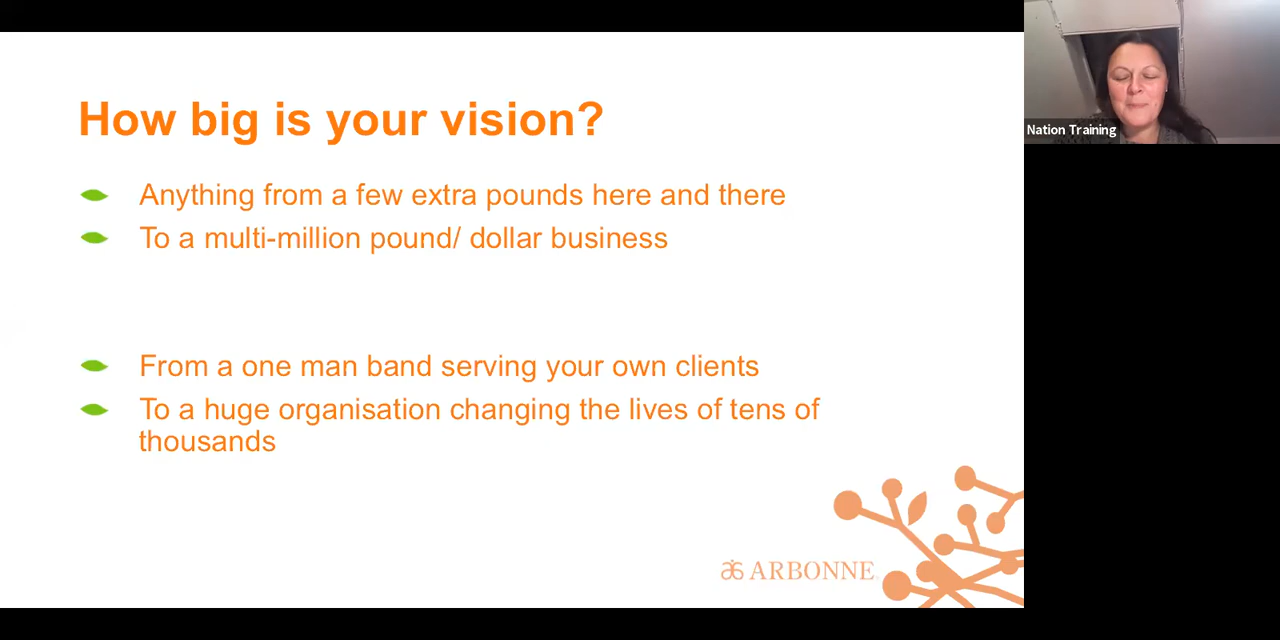 How big is your vision?
Anything from a few extra pounds here and there
To a multi-million pound/ dollar business
From a one man band serving your own clients
To a huge organisation changing the lives of tens of
thousands
ARBONNE
Nation Training